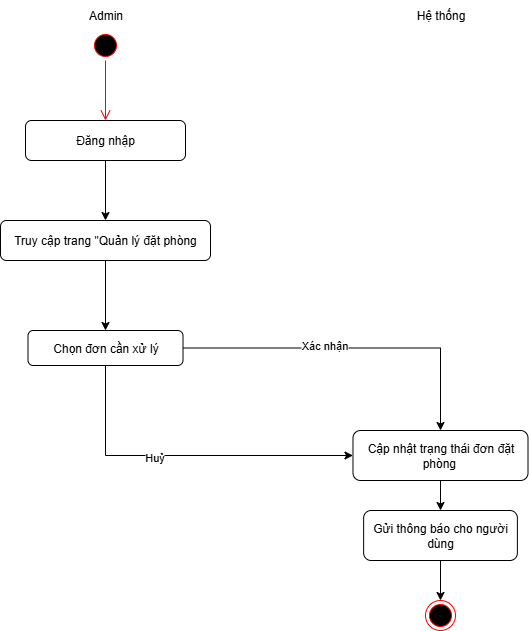 Admin
Hệ thống
Đăng nhập
Truy cập trang "Quản lý đặt phòng
Chọn đơn cần xử lý
Xác nhận
Huỷ
Cập nhật trạng thái đơn đặt
phòng
Gửi thông báo cho người
dùng